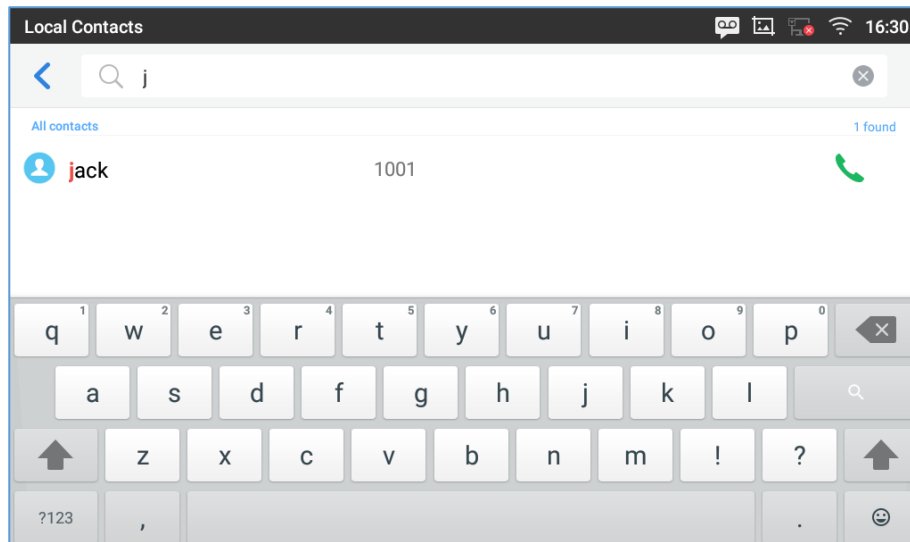 Local Contacts 16:30
j
All contacts 1 found
jack 1001
1 2 3 4 5 6 7 8 9 0
q w e r t y u i o p
a s d f g h j k l
z x c v b n m ! ?
?123 , .